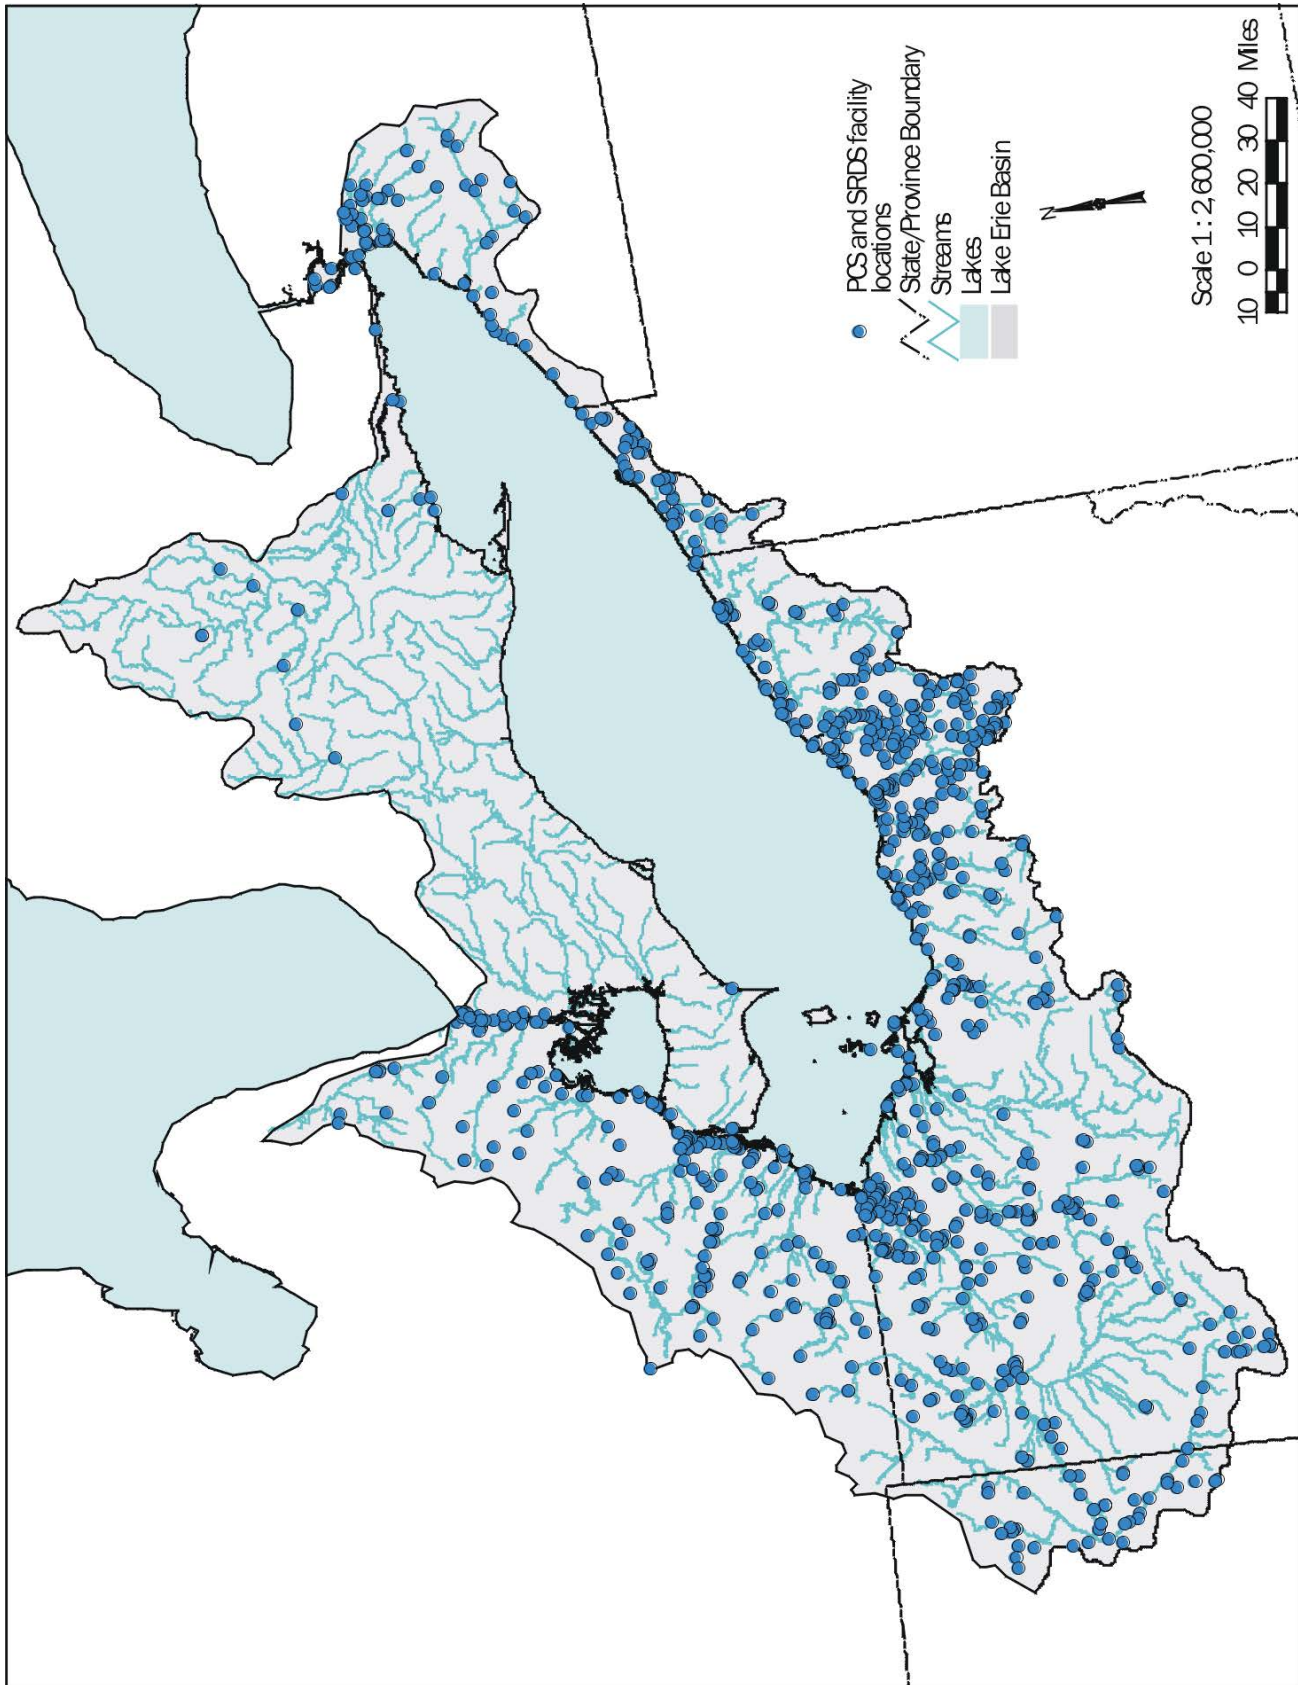 PCS and SRDS facility
locations
State/Province Boundary
Streams
Lakes
Lake Erie Basin
N
Scale 1 : 2,600,000
10 0 10 20 30 40 Miles